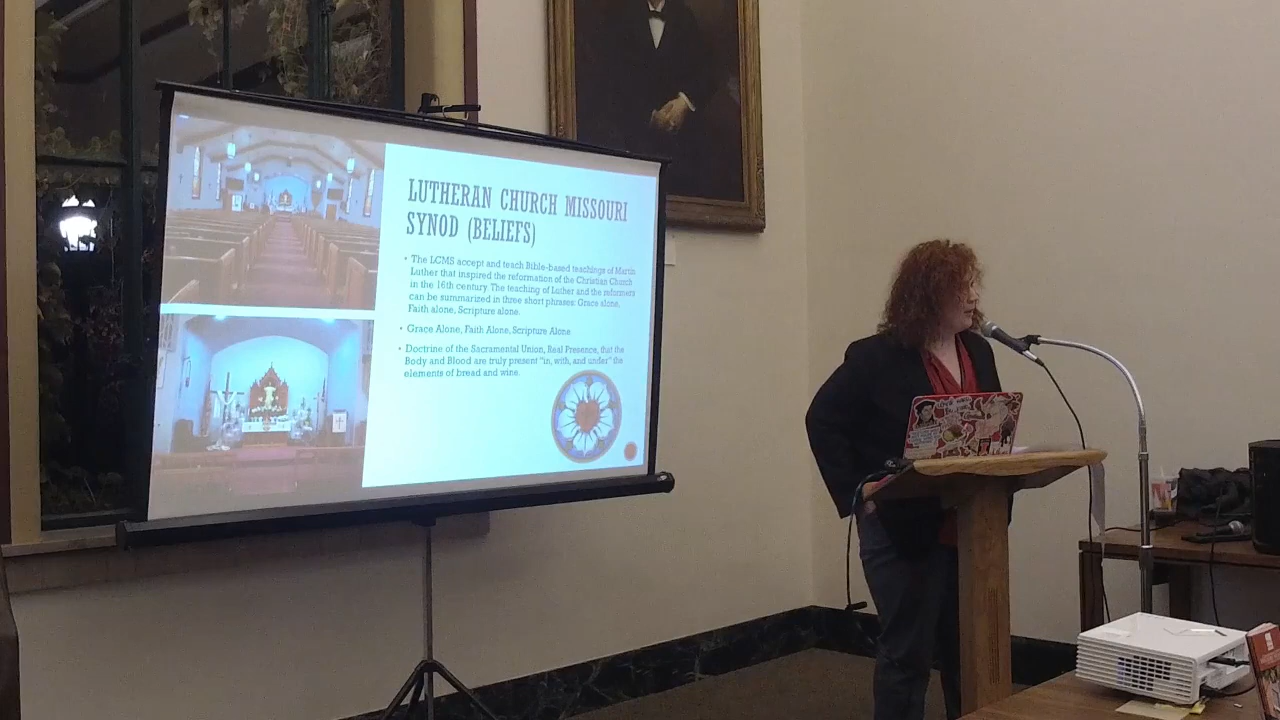 LUTHERAN CHURCH MISSOURI
SYNOD (BELIEFS)
• The LCMS accept and teach Bible-based teachings of Martin
Luther that inspired the reformation of the Christian Church
in the 16th century. The teaching of Luther and the reformers
can be summarized in three short phrases: Grace alone,
Faith alone, Scripture alone.
• Grace Alone, Faith Alone, Scripture Alone
• Doctrine of the Sacramental Union, Real Presence, that the
Body and Blood are truly present "in, with, and under" the
elements of bread and wine.